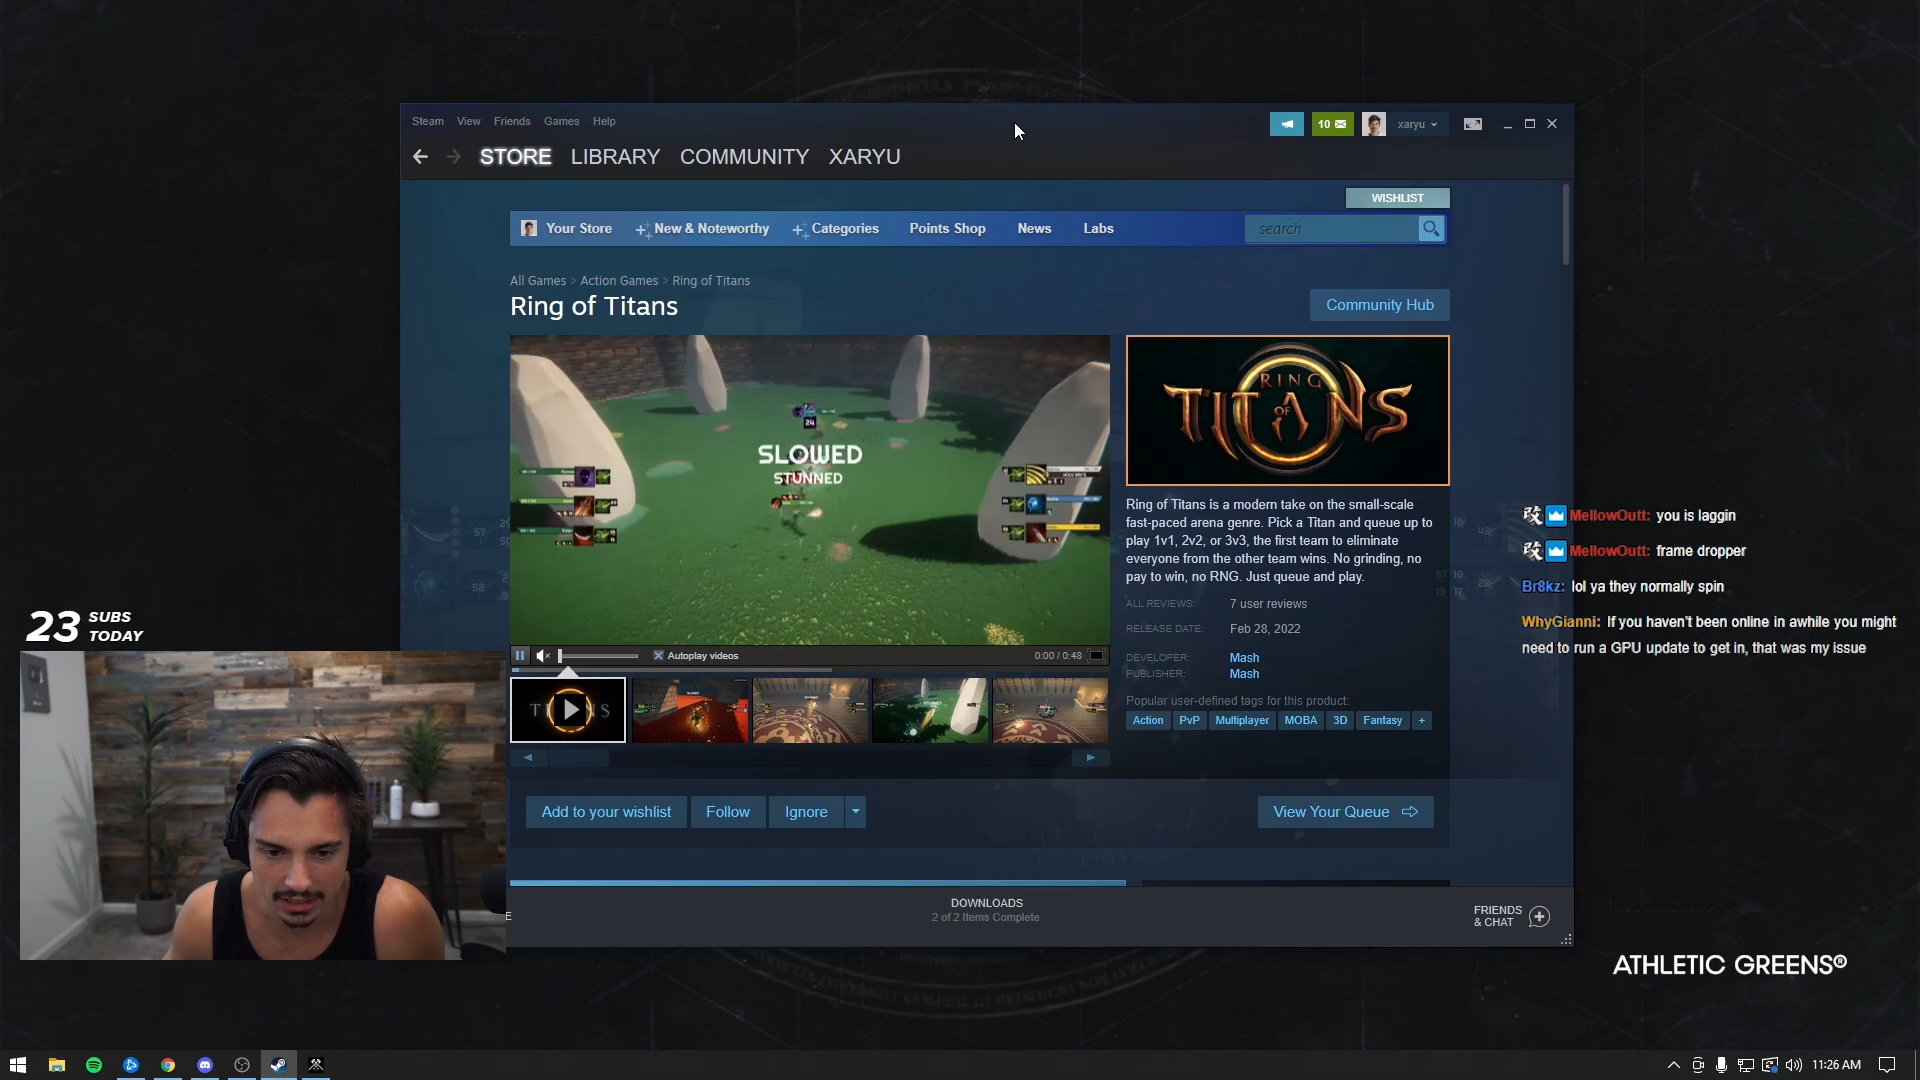 Steam View Friends Games Help
10
xaryu
STORE LIBRARY COMMUNITY XARYU
WISHLIST
Your Store New & Noteworthy Categories Points Shop News Labs
search
All Games > Action Games > Ring of Titans
Ring of Titans
Community Hub
24
SLOWED
STUNNED
RING
OF
TITANS
Ring of Titans is a modern take on the small-scale
fast-paced arena genre. Pick a Titan and queue up to
play 1v1, 2v2, or 3v3, the first team to eliminate
everyone from the other team wins. No grinding, no
pay to win, no RNG. Just queue and play.
ALL REVIEWS: 7 user reviews
RELEASE DATE: Feb 28, 2022
DEVELOPER: Mash
PUBLISHER: Mash
Popular user-defined tags for this product:
Action PvP Multiplayer MOBA 3D Fantasy +
Autoplay videos
0:00 / 0:48
Add to your wishlist Follow Ignore
View Your Queue
DOWNLOADS
2 of 2 Items Complete
FRIENDS
& CHAT
MellowOutt: you is laggin
MellowOutt: frame dropper
Br8kz: lol ya they normally spin
WhyGianni: If you haven't been online in awhile you might
need to run a GPU update to get in, that was my issue
23 SUBS
TODAY
ATHLETIC GREENS®
11:26 AM